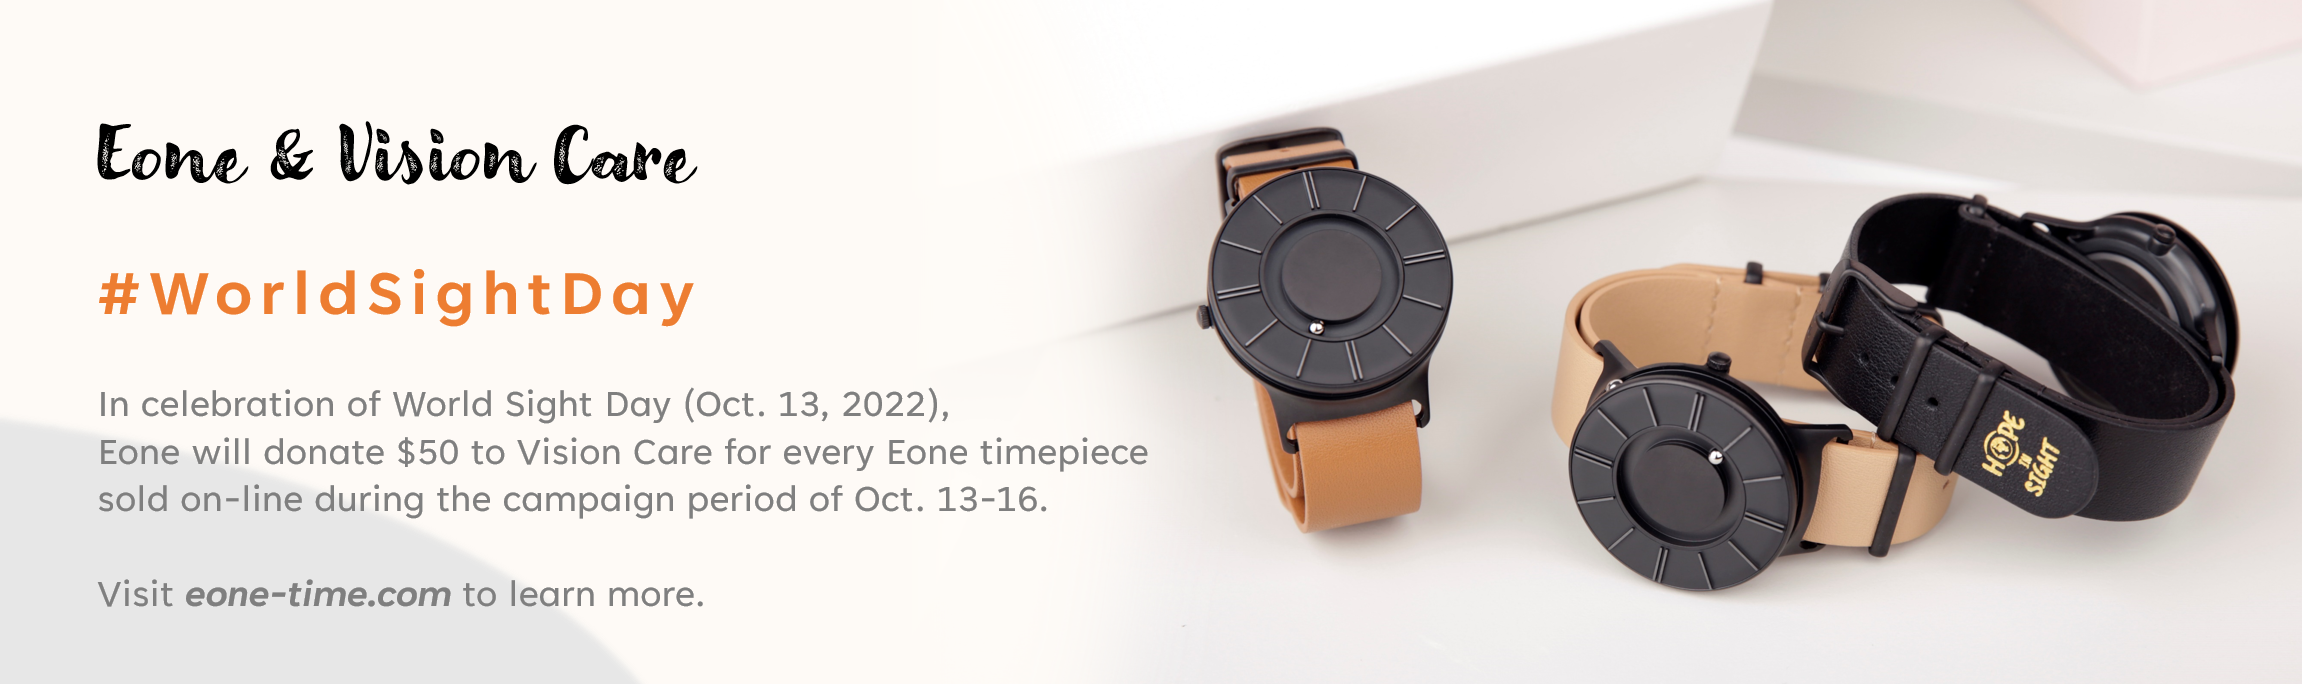 Eone & Vision Care
#WorldSightDay
In celebration of World Sight Day (Oct. 13, 2022),
Eone will donate $50 to Vision Care for every Eone timepiece
sold on-line during the campaign period of Oct. 13-16.
Visit eone-time.com to learn more.
HOPE
IN
SIGHT